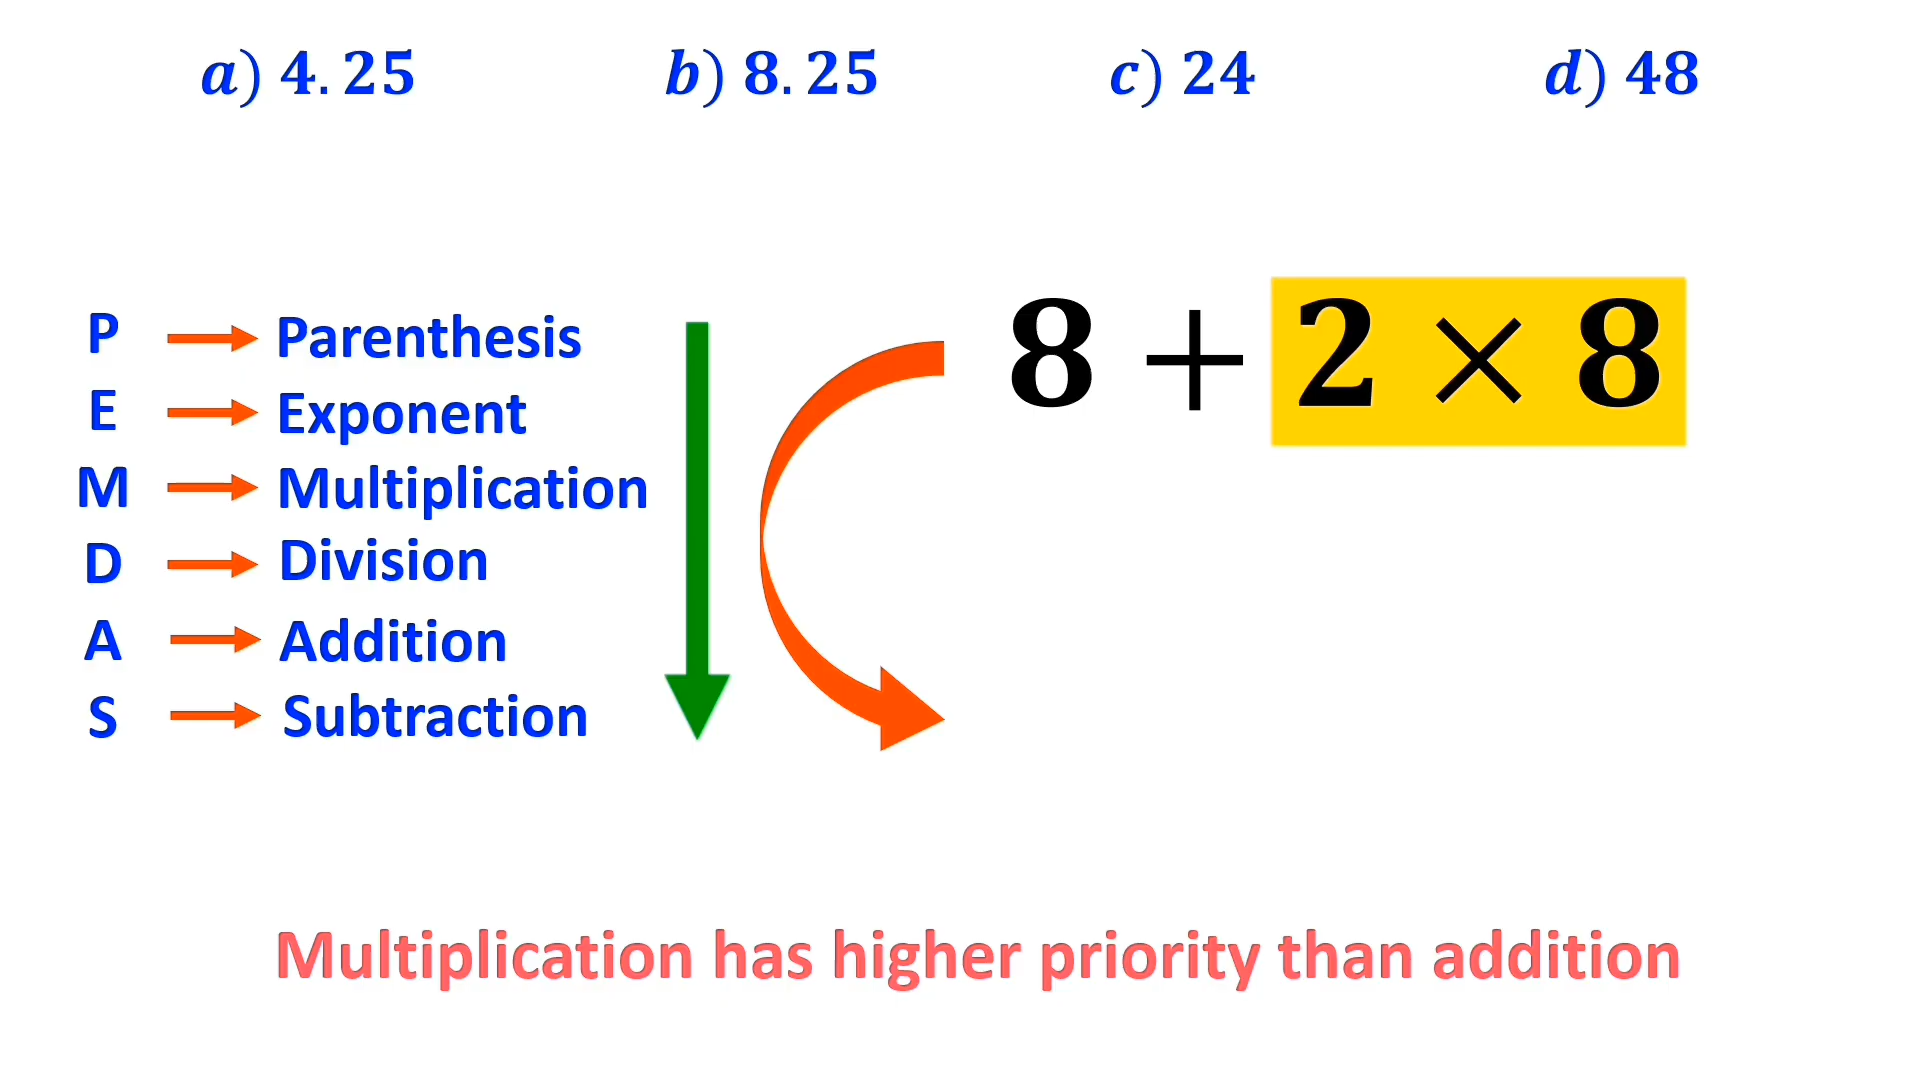 a) 4.25 b) 8.25 c) 24 d) 48
8 + 2 × 8
P Parenthesis
E Exponent
M Multiplication
D Division
A Addition
S Subtraction
Multiplication has higher priority than addition